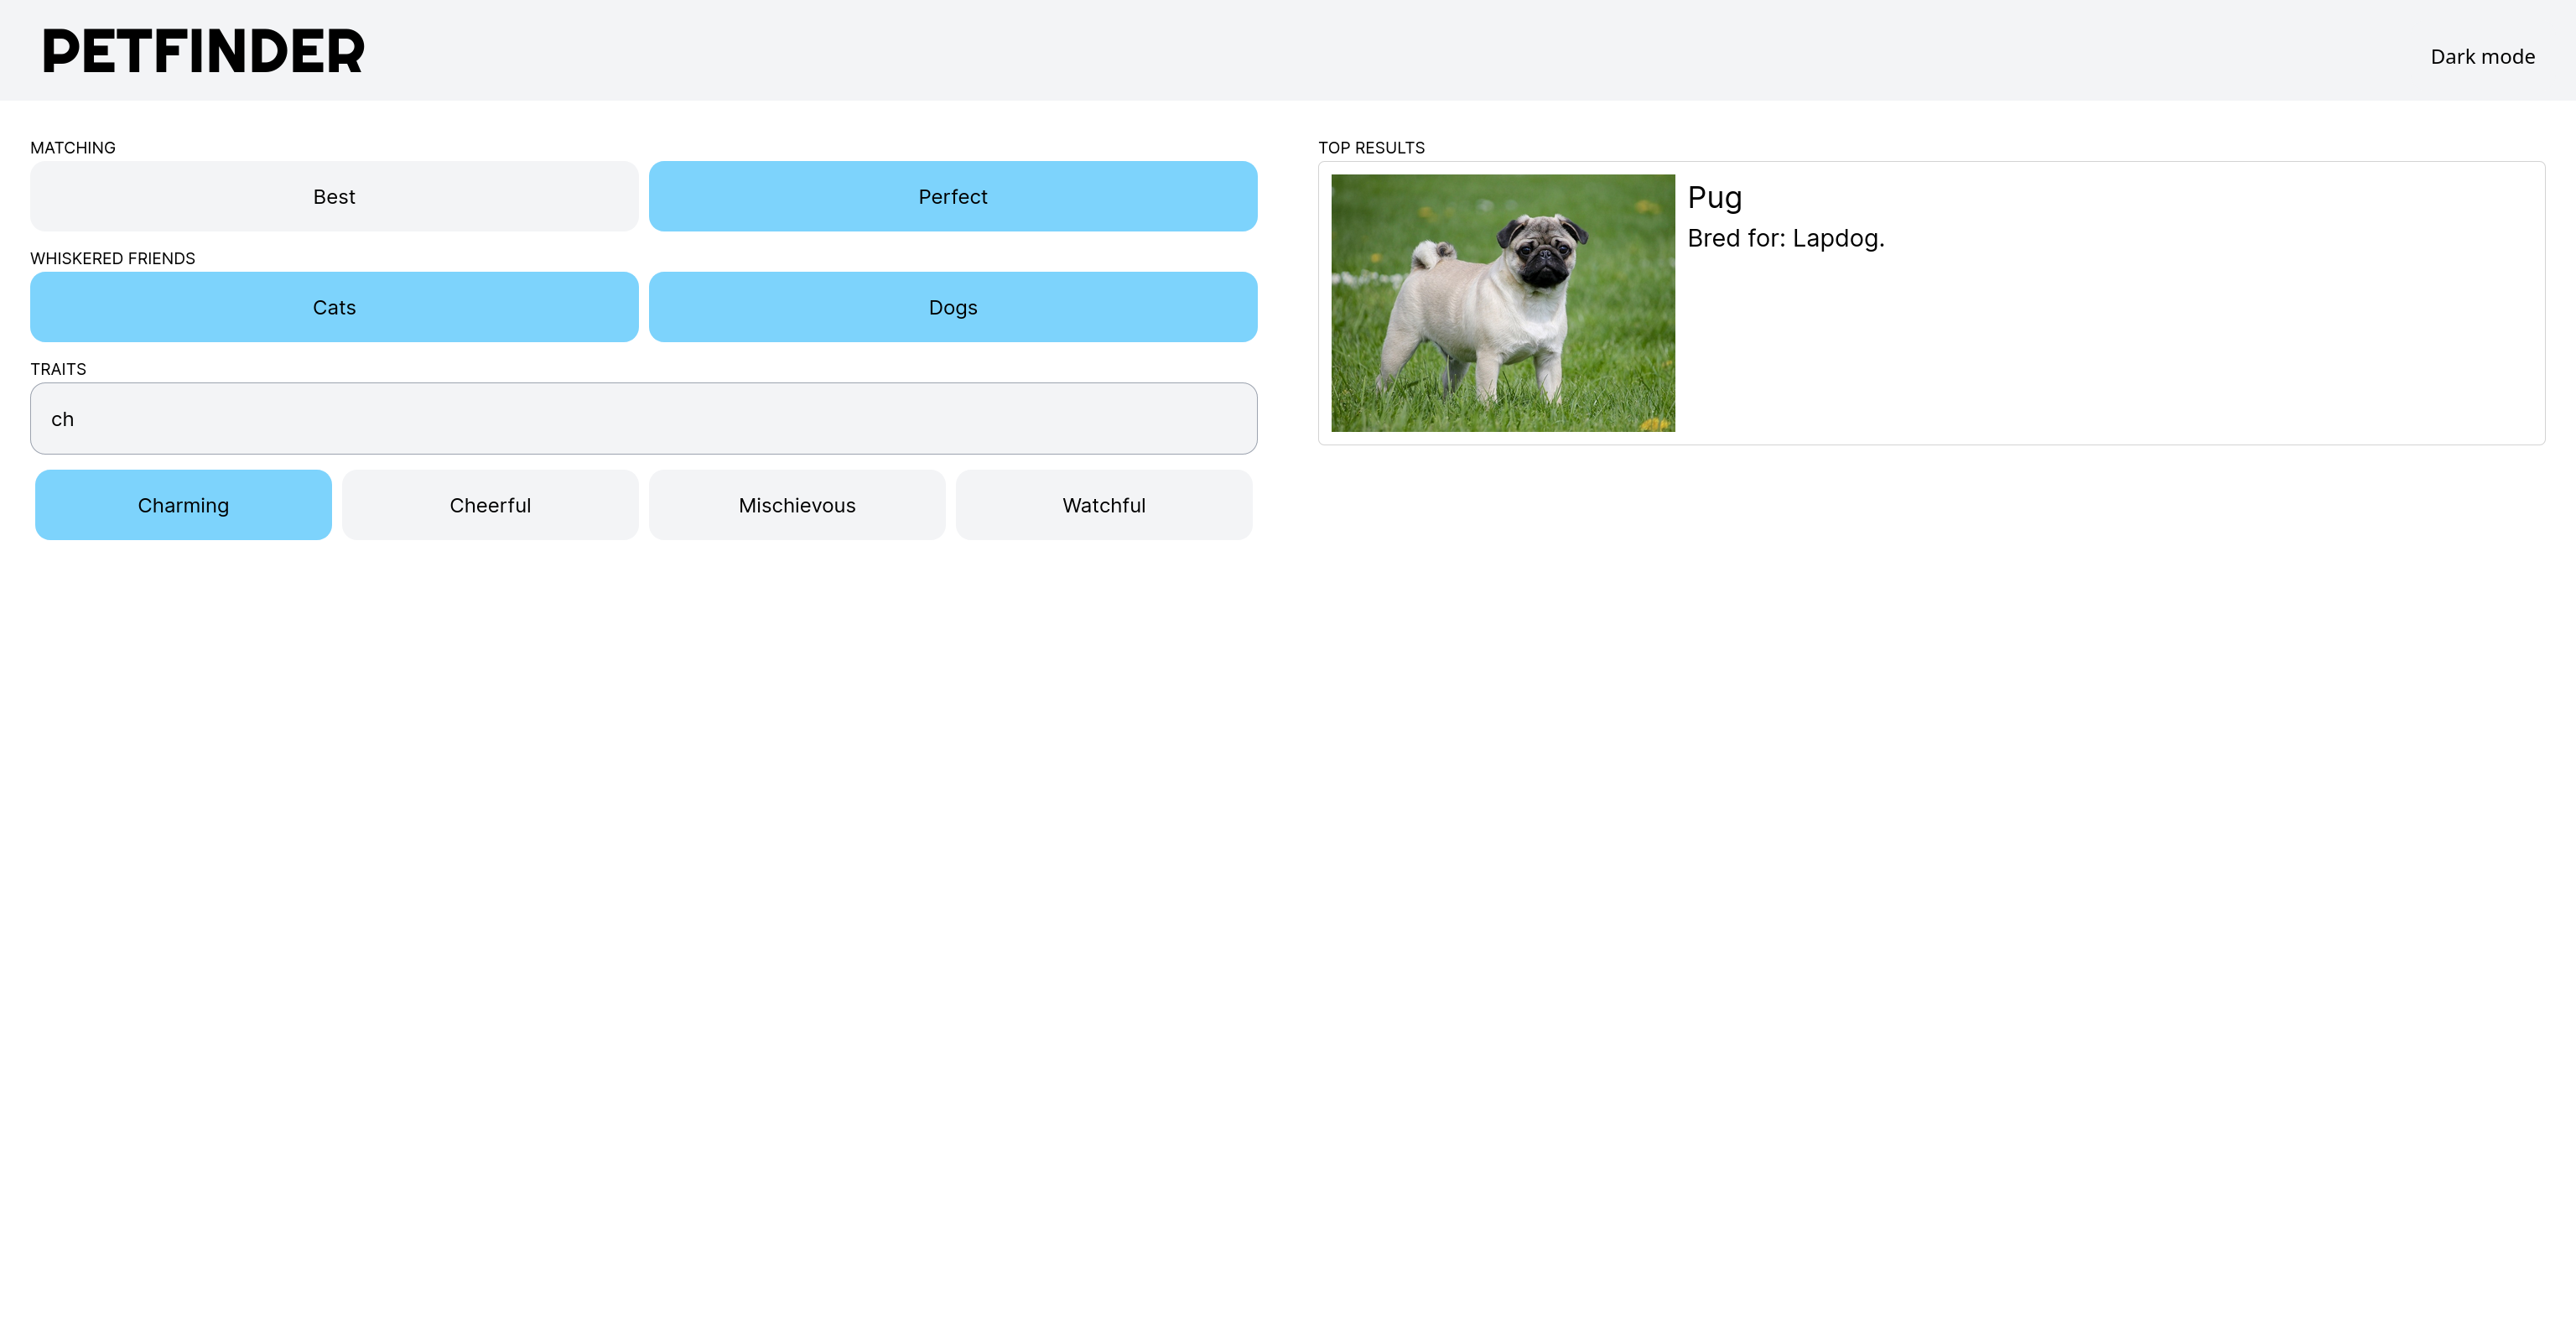 PETFINDER
Dark mode
MATCHING
Best
Perfect
WHISKERED FRIENDS
Cats
Dogs
TRAITS
ch
Charming
Cheerful
Mischievous
Watchful
TOP RESULTS
Pug
Bred for: Lapdog.